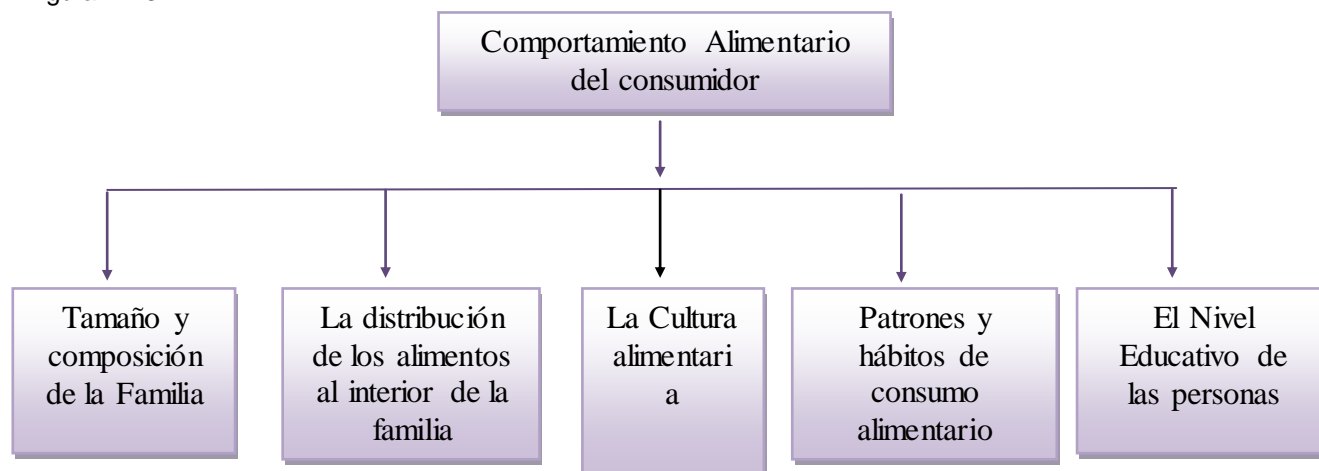 Comportamiento Alimentario
del consumidor
Tamaño y
composición
de la Familia
La distribución
de los alimentos
al interior de la
familia
La Cultura
alimentari
a
Patrones y
hábitos de
consumo
alimentario
El Nivel
Educativo de
las personas